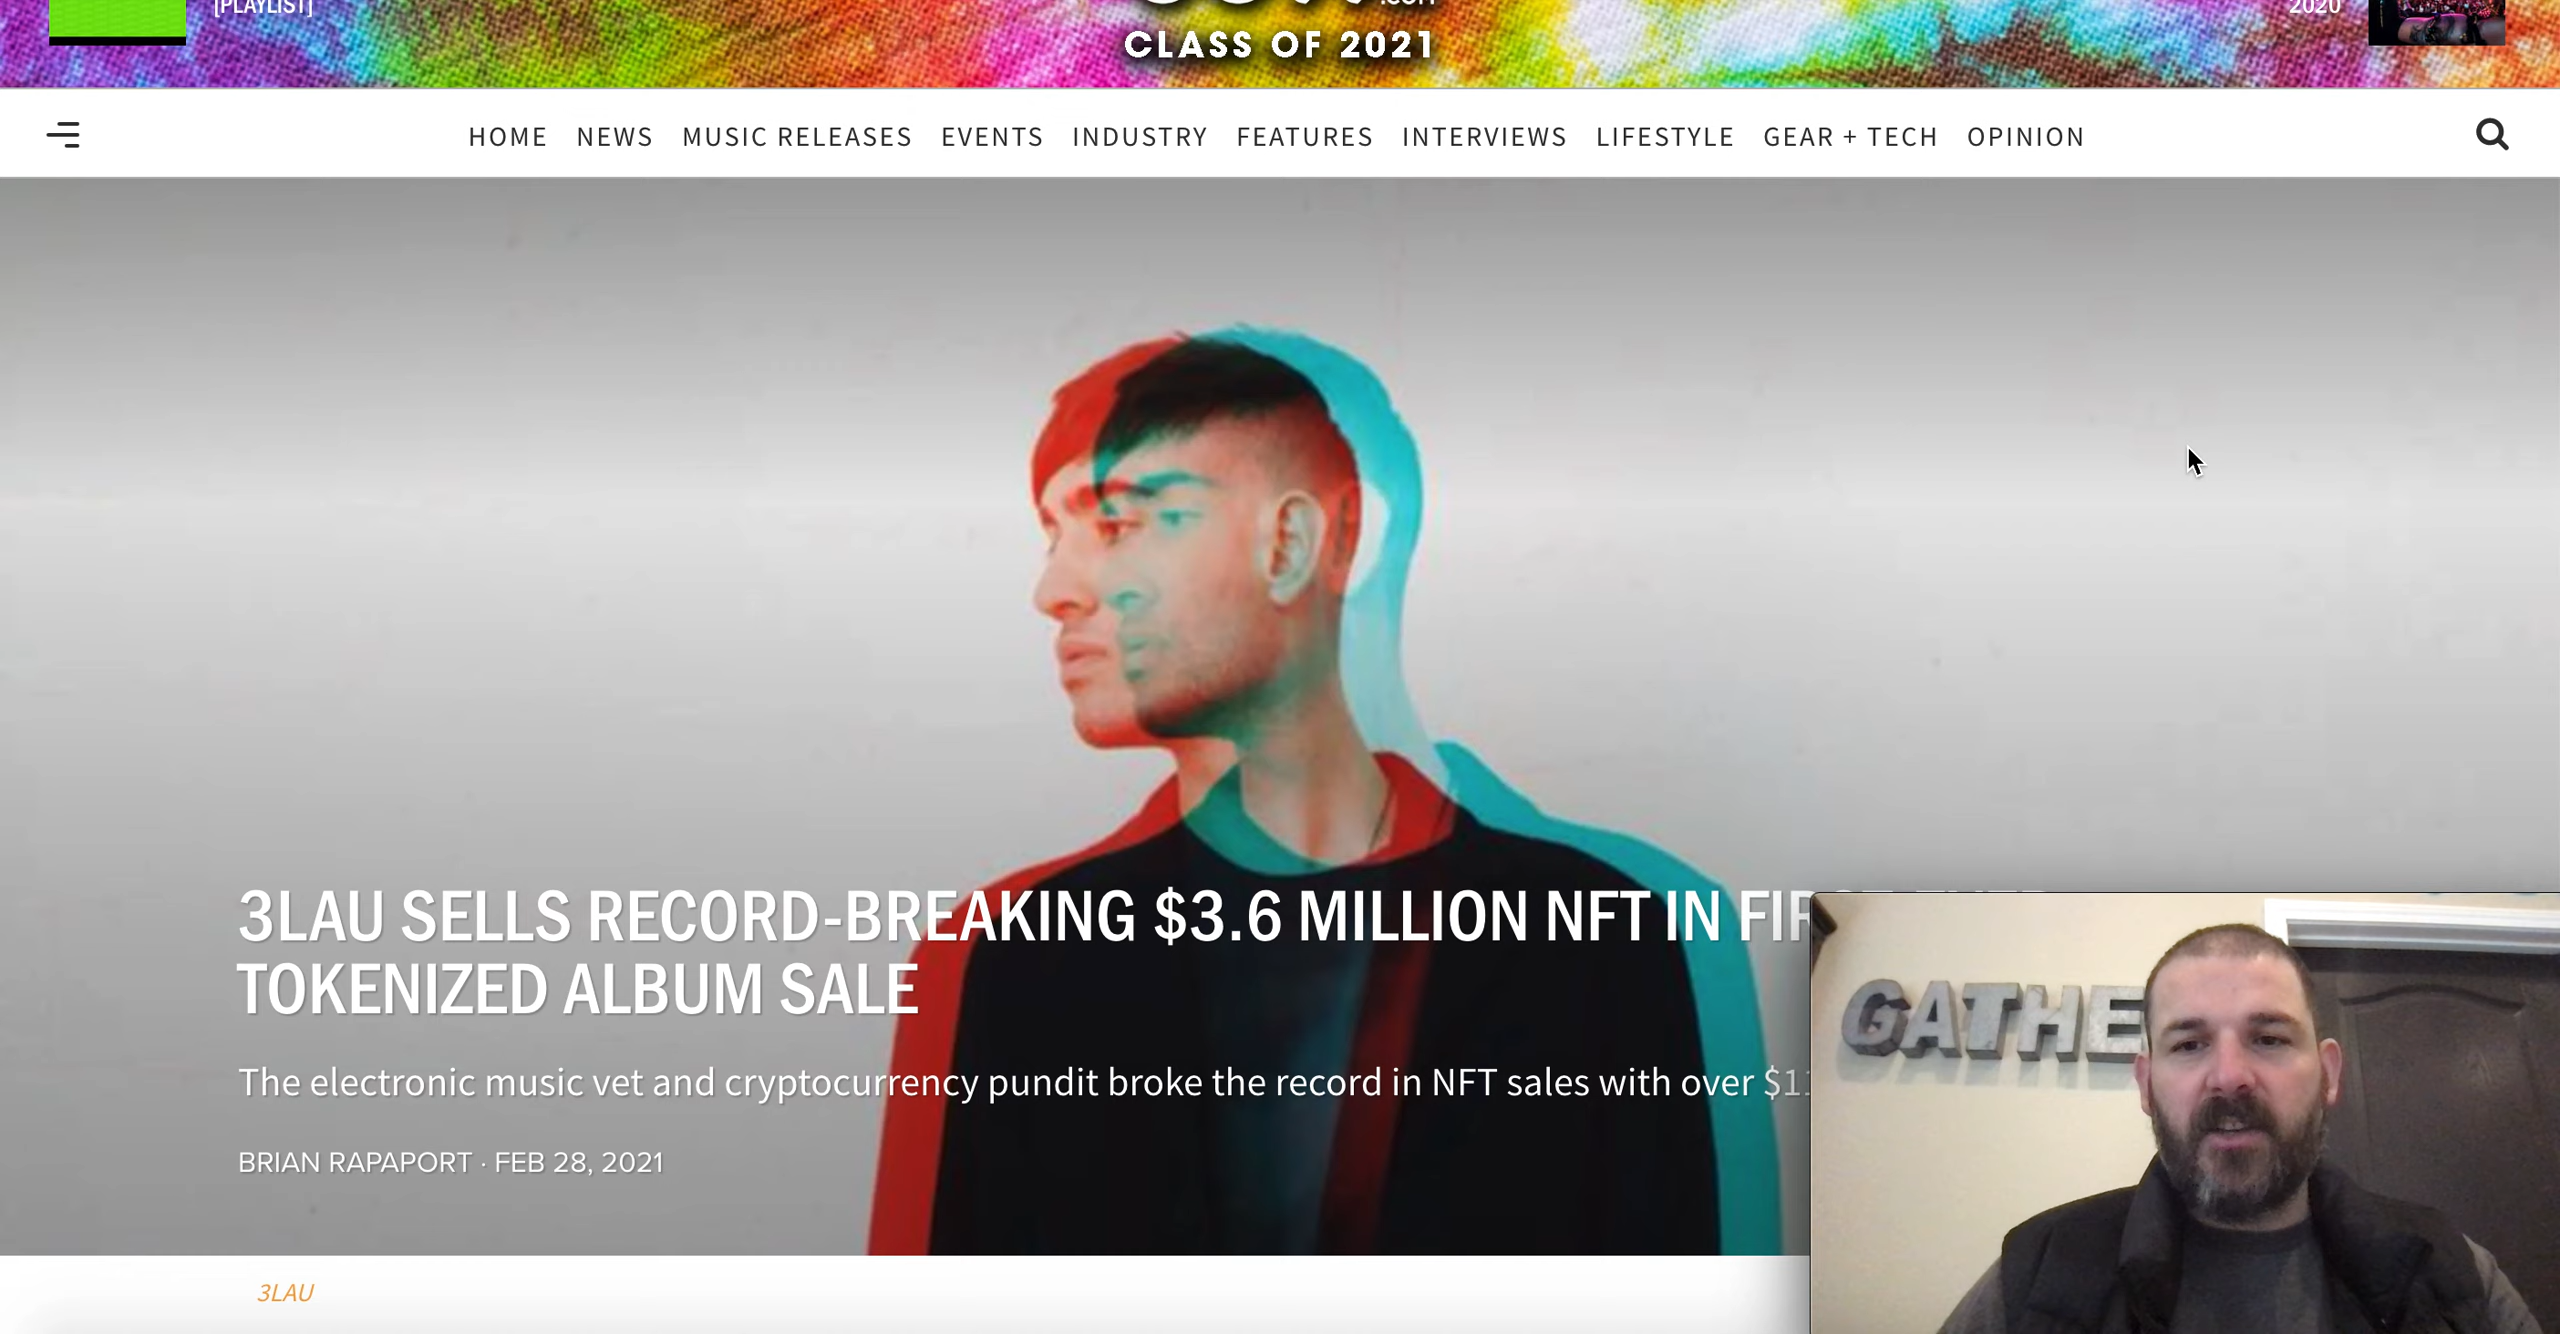 [PLAYLIST]
.COM
CLASS OF 2021
2020
HOME NEWS MUSIC RELEASES EVENTS INDUSTRY FEATURES INTERVIEWS LIFESTYLE GEAR + TECH OPINION
3LAU SELLS RECORD-BREAKING $3.6 MILLION NFT IN
TOKENIZED ALBUM SALE
The electronic music vet and cryptocurrency pundit broke the record in NFT sales with over
BRIAN RAPAPORT · FEB 28, 2021
GATHE
3LAU